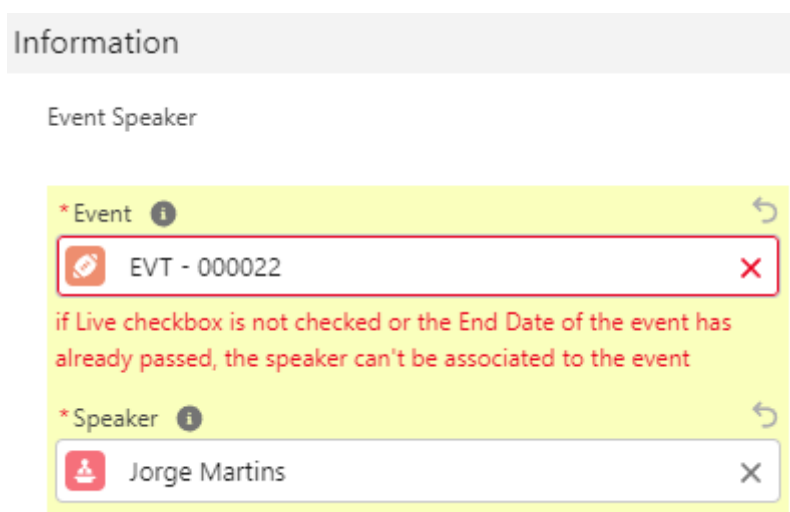 Information
Event Speaker
*Event
EVT - 000022
if Live checkbox is not checked or the End Date of the event has
already passed, the speaker can't be associated to the event
*Speaker
Jorge Martins